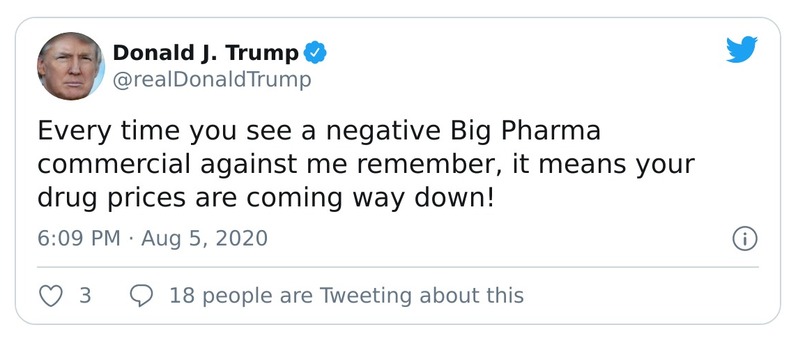 Donald J. Trump
@realDonaldTrump
Every time you see a negative Big Pharma
commercial against me remember, it means your
drug prices are coming way down!
6:09 PM · Aug 5, 2020
3 18 people are Tweeting about this